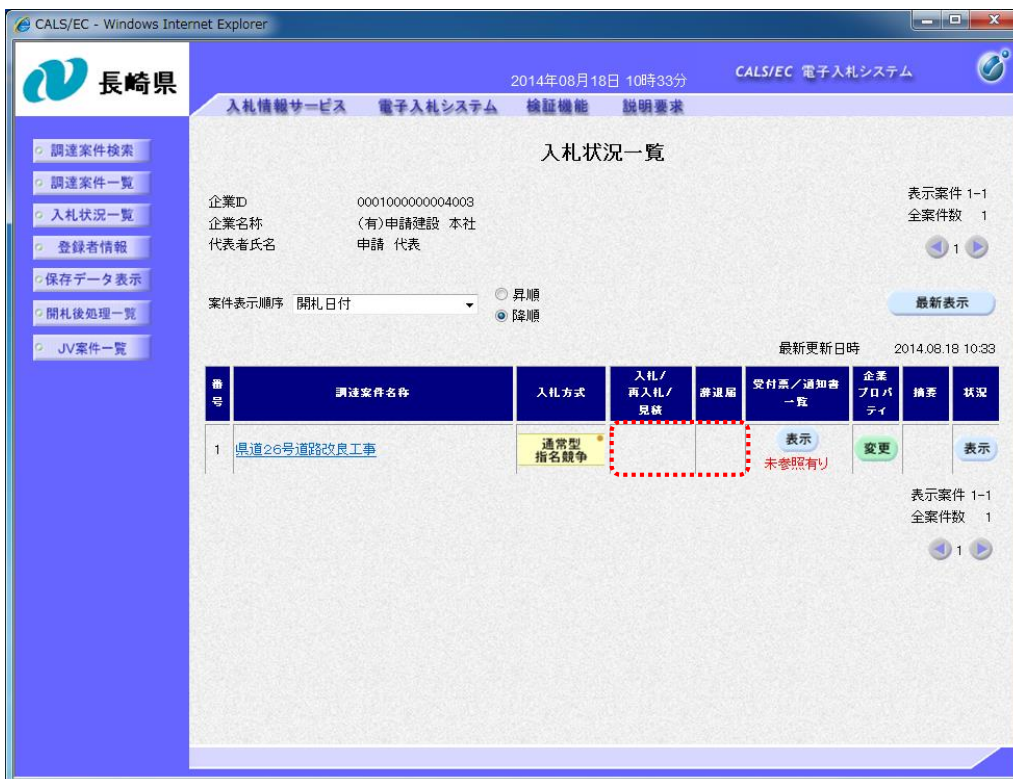 CALS/EC - Windows Internet Explorer
長崎県
2014年08月18日 10時33分
CALS/EC 電子入札システム
入札情報サービス 電子入札システム 検証機能 説明要求
調達案件検索
調達案件一覧
入札状況一覧
登録者情報
保存データ表示
開札後処理一覧
JV案件一覧
入札状況一覧
企業ID 0001000000004003
企業名称 (有)申請建設 本社
代表者氏名 申請 代表
表示案件 1-1
全案件数 1
1
案件表示順序 開札日付
昇順
降順
最新表示
最新更新日時 2014.08.18 10:33
番号 調達案件名称 入札方式 入札/再入札/見積 辞退届 受付票/通知書一覧 企業プロパティ 摘要 状況
1 県道26号道路改良工事 通常型指名競争 表示 未参照有り 変更 表示
表示案件 1-1
全案件数 1
1